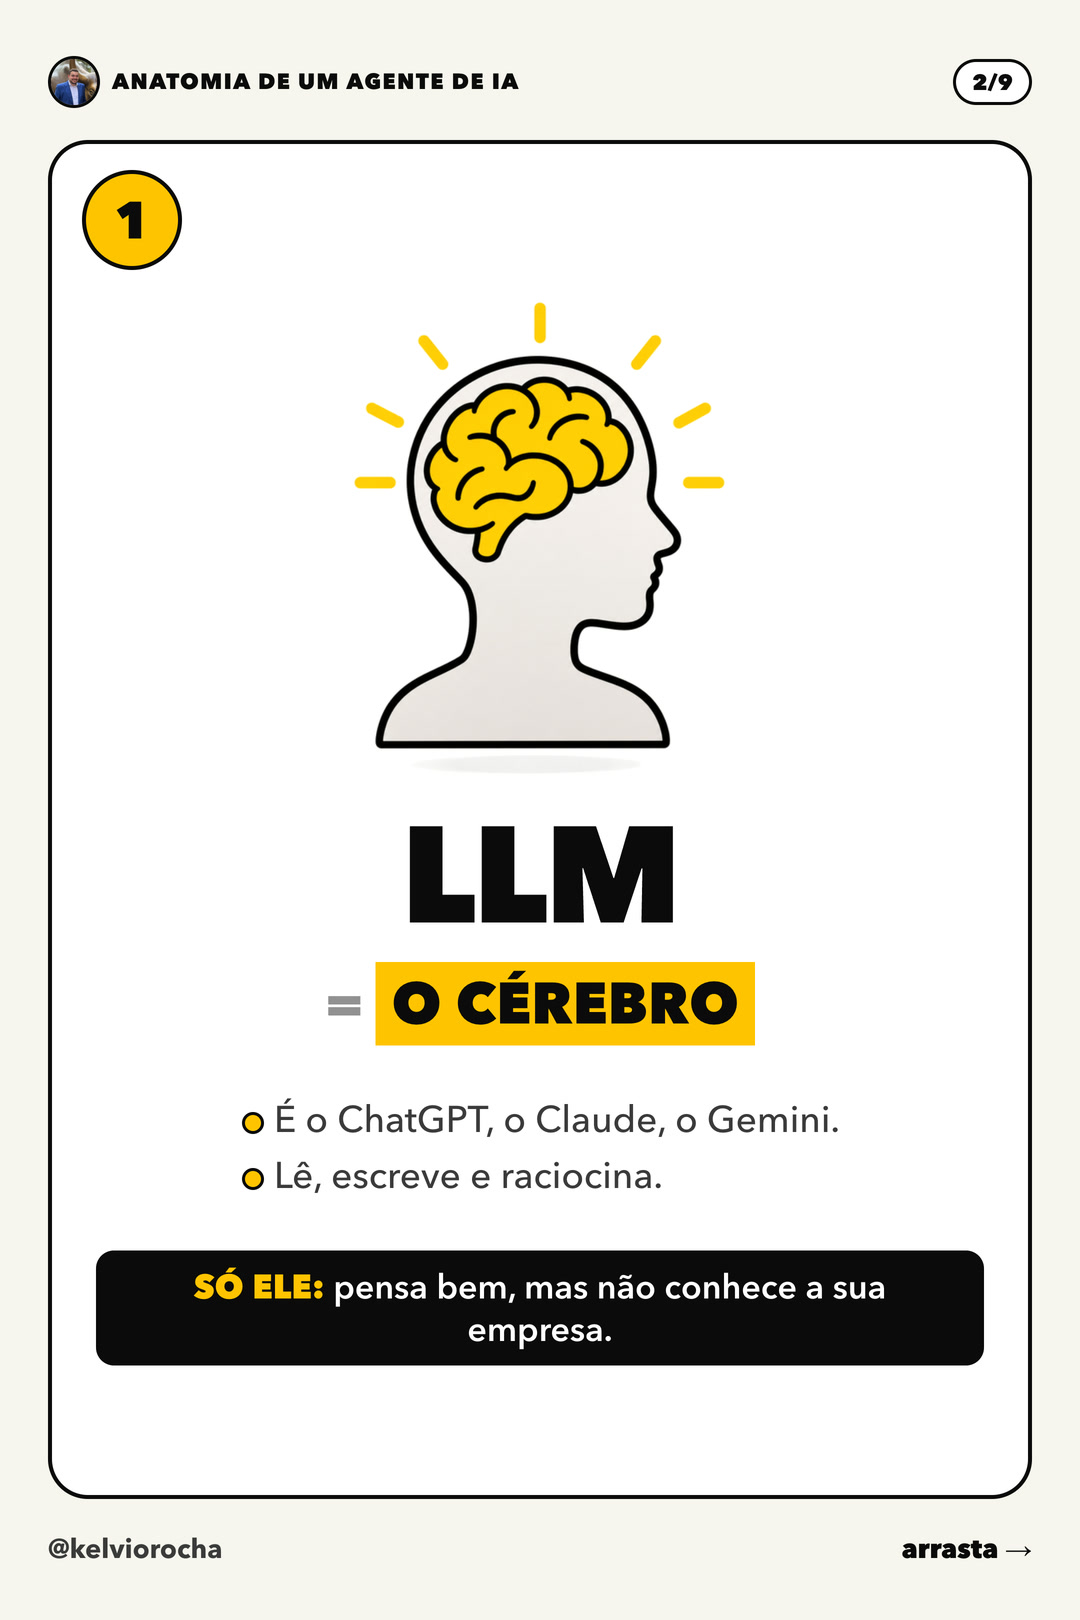 ANATOMIA DE UM AGENTE DE IA
2/9
1
LLM
= O CÉREBRO
É o ChatGPT, o Claude, o Gemini.
Lê, escreve e raciocina.
SÓ ELE: pensa bem, mas não conhece a sua
empresa.
@kelviorocha
arrasta →